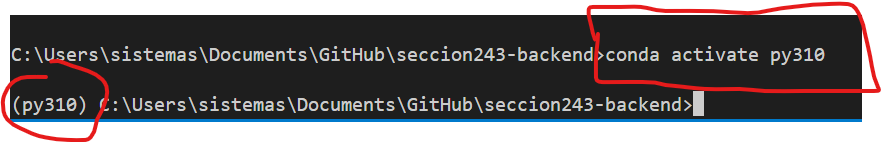 C:\Users\sistemas\Documents\GitHub\seccion243-backend>conda activate py310
(py310) C:\Users\sistemas\Documents\GitHub\seccion243-backend>